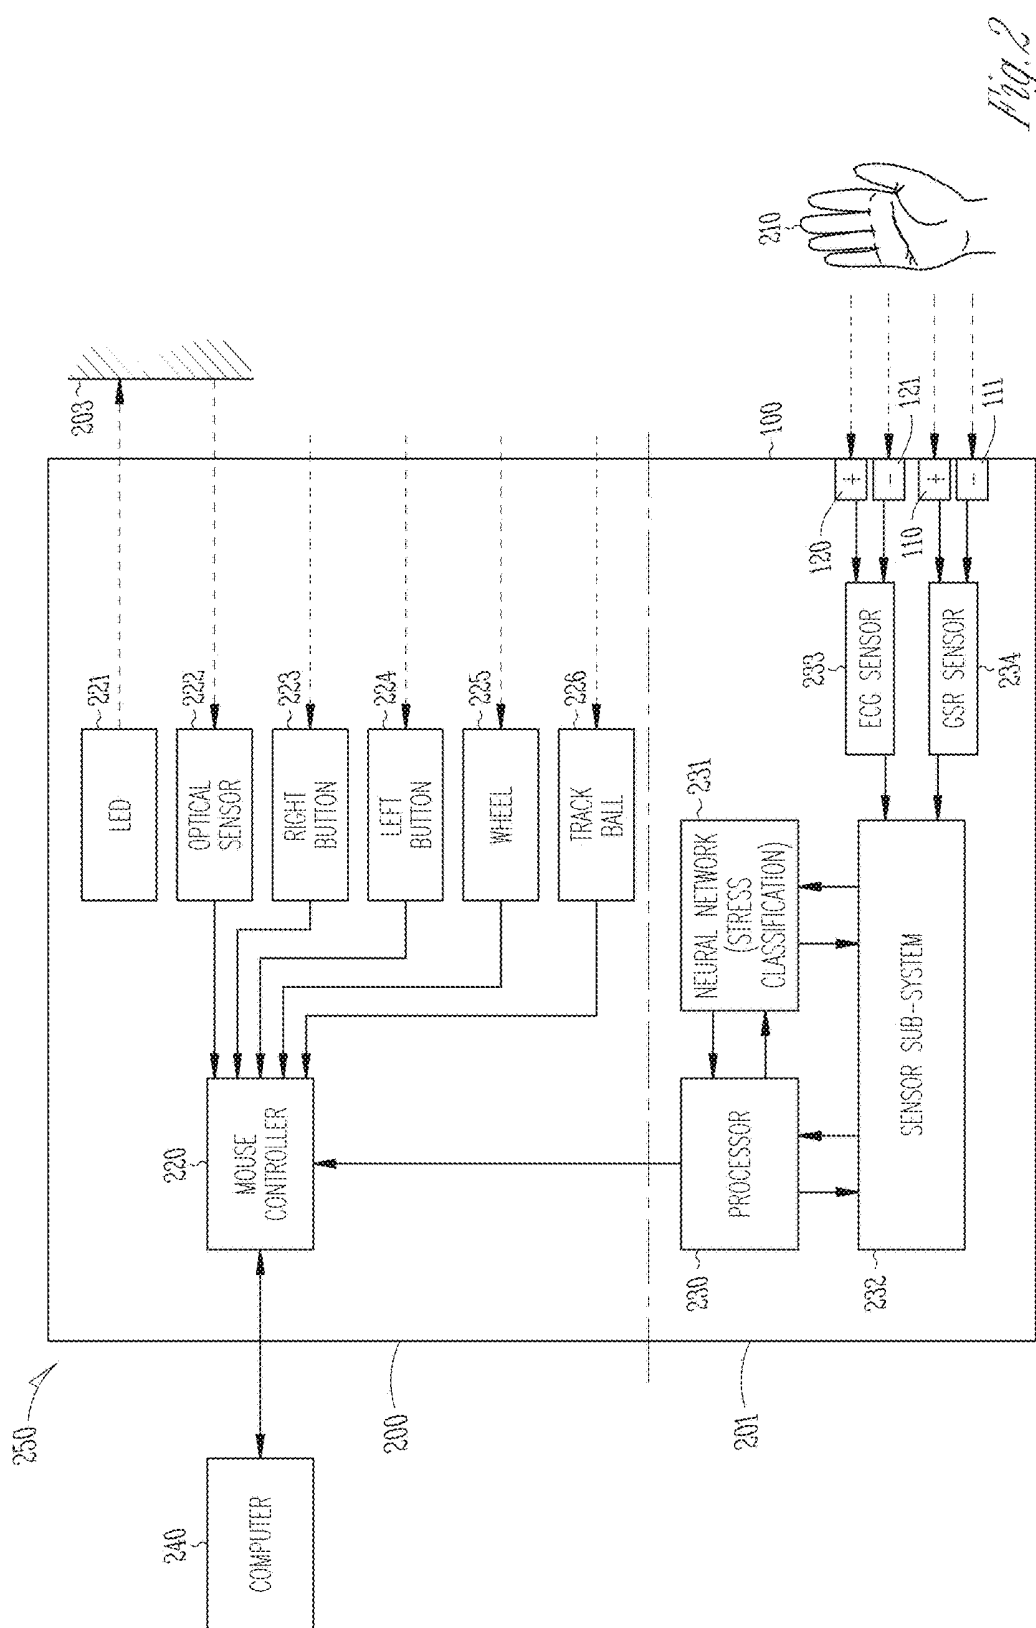 250
240
COMPUTER
200
201
220
MOUSE
CONTROLLER
221
LED
222
OPTICAL
SENSOR
223
RIGHT
BUTTON
224
LEFT
BUTTON
225
WHEEL
226
TRACK
BALL
203
230
PROCESSOR
231
NEURAL NETWORK
(STRESS
CLASSIFICATION)
232
SENSOR SUB-SYSTEM
233
ECG SENSOR
234
GSR SENSOR
120
+
-
121
110
+
-
111
100
210
Fig.2